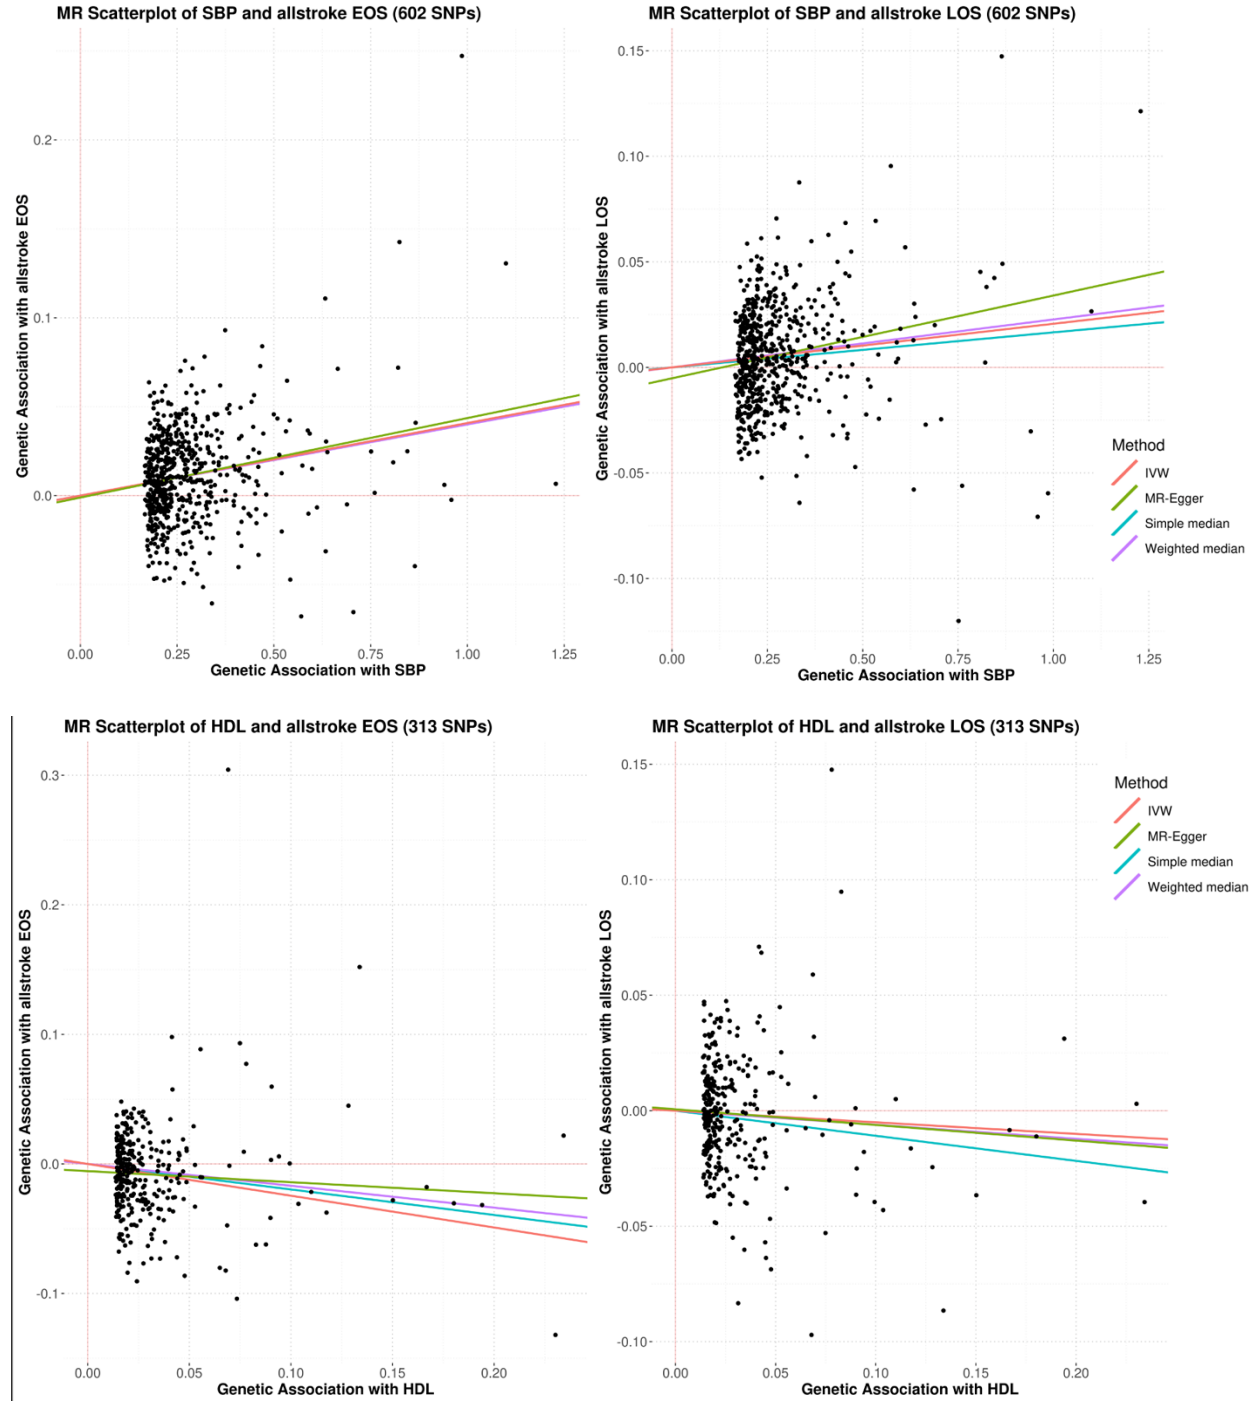 MR Scatterplot of SBP and allstroke EOS (602 SNPs)
Genetic Association with allstroke EOS
0.2
0.1
0.0
0.00 0.25 0.50 0.75 1.00 1.25
Genetic Association with SBP
MR Scatterplot of SBP and allstroke LOS (602 SNPs)
Genetic Association with allstroke LOS
0.15
0.10
0.05
0.00
-0.05
-0.10
0.00 0.25 0.50 0.75 1.00 1.25
Genetic Association with SBP
Method
IVW
MR-Egger
Simple median
Weighted median
MR Scatterplot of HDL and allstroke EOS (313 SNPs)
Genetic Association with allstroke EOS
0.3
0.2
0.1
0.0
-0.1
0.00 0.05 0.10 0.15 0.20
Genetic Association with HDL
MR Scatterplot of HDL and allstroke LOS (313 SNPs)
Genetic Association with allstroke LOS
0.15
0.10
0.05
0.00
-0.05
-0.10
0.00 0.05 0.10 0.15 0.20
Genetic Association with HDL
Method
IVW
MR-Egger
Simple median
Weighted median